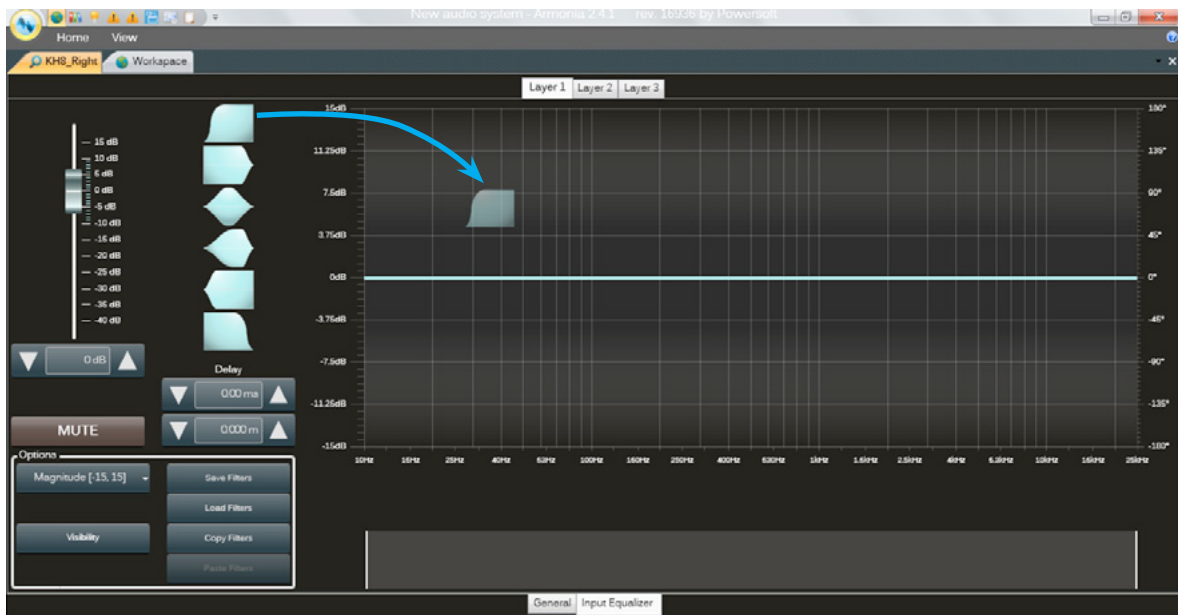 New audio system - Armonia 2.4.1 rev. 16936 by Powersoft
Home View
KH8_Right Workspace
Layer 1 Layer 2 Layer 3
15 dB
10 dB
5 dB
0 dB
-5 dB
-10 dB
-15 dB
-20 dB
-25 dB
-30 dB
-35 dB
-40 dB
0 dB
MUTE
Delay
0.00 ms
0.000 m
Options
Magnitude [-15, 15]
Visibility
Save Filters
Load Filters
Copy Filters
Paste Filters
15dB
11.25dB
7.5dB
3.75dB
0dB
-3.75dB
-7.5dB
-11.25dB
-15dB
180°
135°
90°
45°
0°
-45°
-90°
-135°
-180°
10Hz 16Hz 25Hz 40Hz 63Hz 100Hz 160Hz 250Hz 400Hz 630Hz 1kHz 1.6kHz 2.5kHz 4kHz 6.3kHz 10kHz 16kHz 25kHz
General Input Equalizer